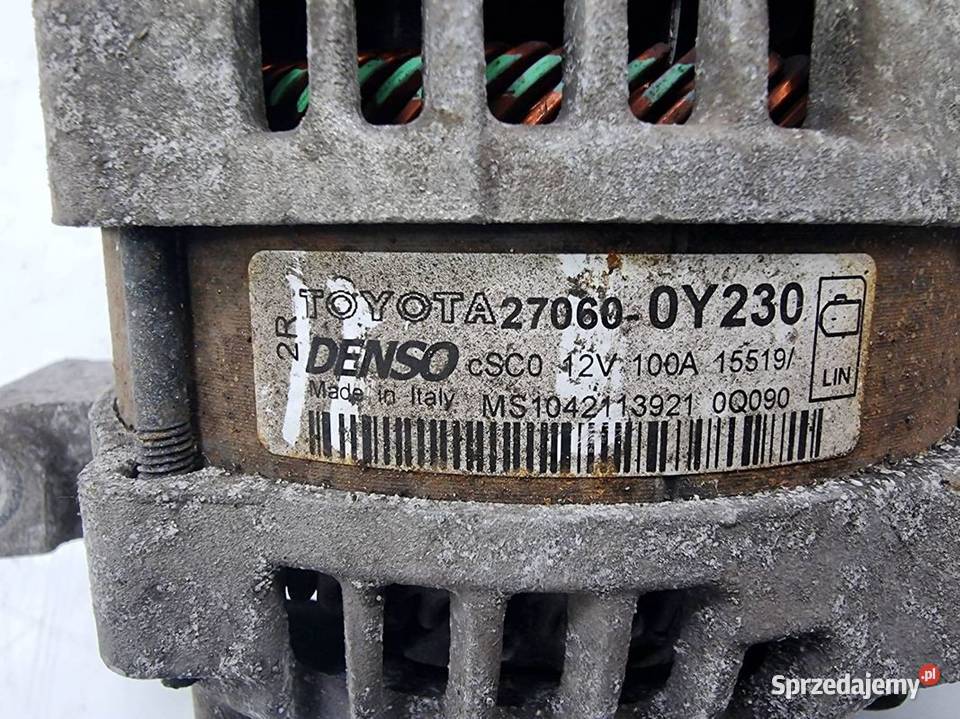 2R
TOYOTA 27060-0Y230
DENSO cSC0 12V 100A 15519/
LIN
Made in Italy MS1042113921 0Q090
Sprzedajemy.pl